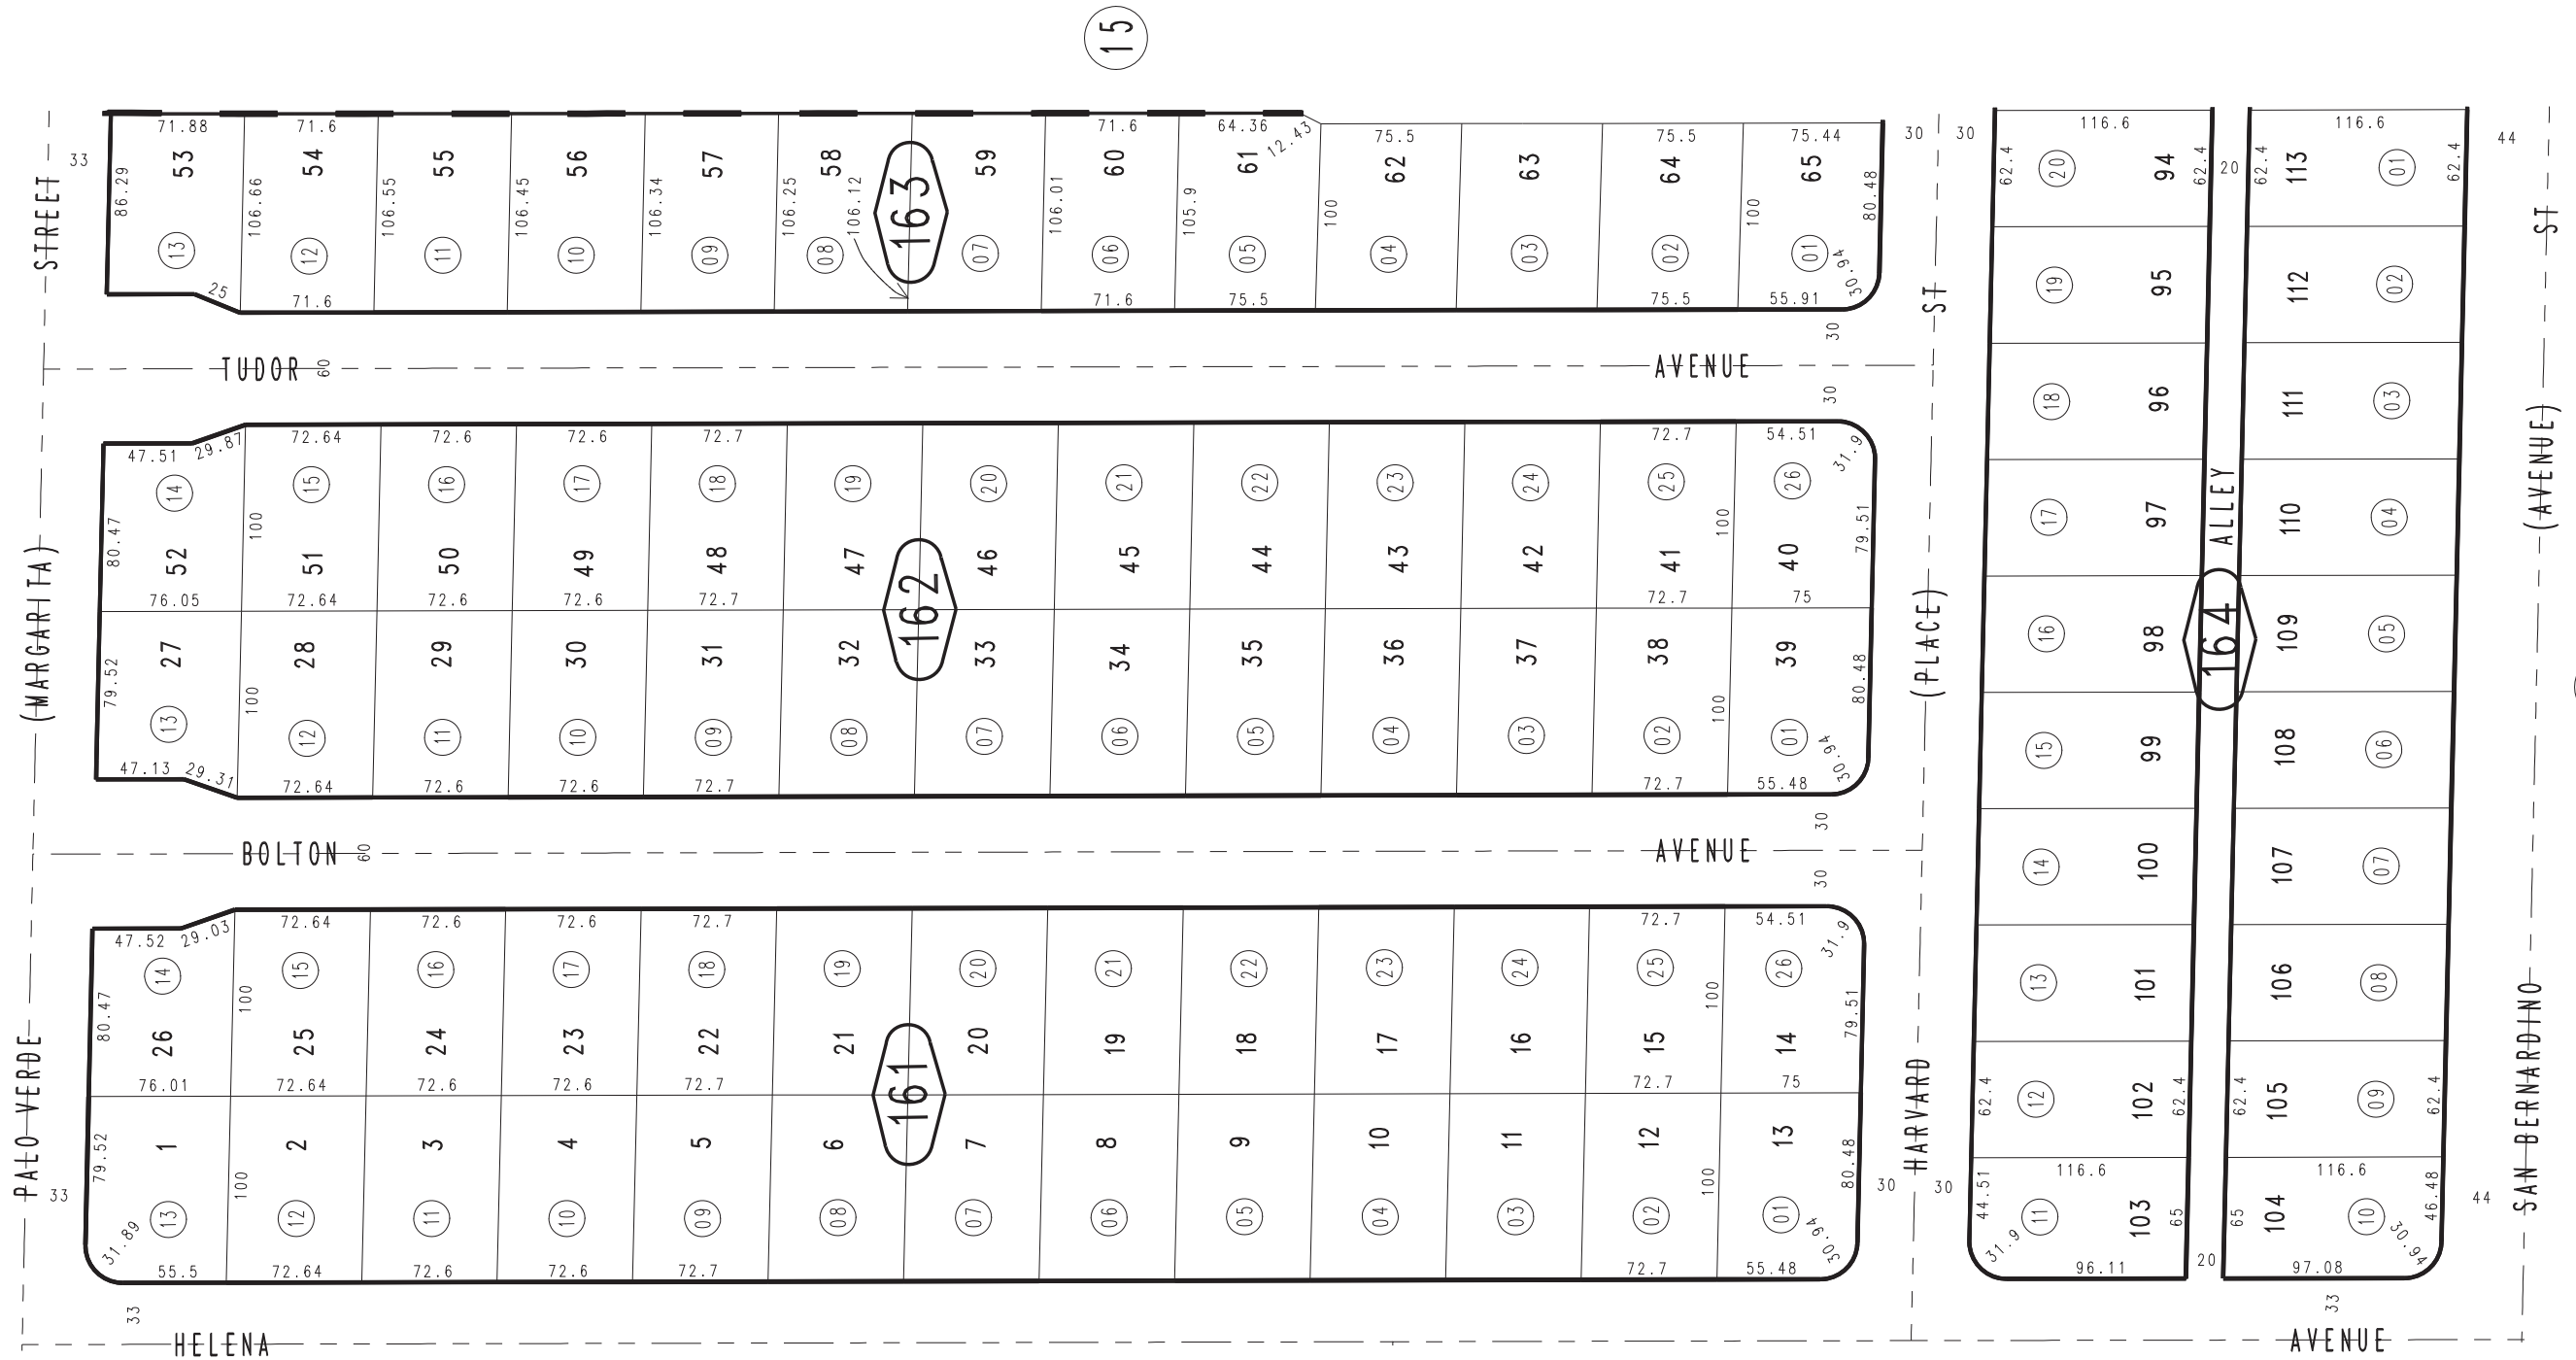 15
71.88 71.6 71.6 64.36 12.43 75.5 75.5 75.44 30 30 116.6 116.6 44
33 53 54 55 56 57 58 59 60 61 62 63 64 65
86.29 106.66 106.55 106.45 106.34 106.25 106.12 163 106.01 105.9 100 100 80.48
13 12 11 10 09 08 07 06 05 04 03 02 01 30.94
25 71.6 71.6 75.5 75.5 55.91
30
TUDOR 60 AVENUE
30
47.51 29.87 72.64 72.6 72.6 72.7 72.7 54.51 31.9
14 15 16 17 18 19 20 21 22 23 24 25 26
80.47 100 100 79.51
52 51 50 49 48 47 46 45 44 43 42 41 40
76.05 72.64 72.6 72.6 72.7 72.7 75
162
79.52 27 28 29 30 31 32 33 34 35 36 37 38 39 80.48
100 100
13 12 11 10 09 08 07 06 05 04 03 02 01 30.94
47.13 29.31 72.64 72.6 72.6 72.7 72.7 55.48
30
BOLTON 60 AVENUE
30
47.52 29.03 72.64 72.6 72.6 72.7 72.7 54.51 31.9
14 15 16 17 18 19 20 21 22 23 24 25 26
80.47 100 100 79.51
26 25 24 23 22 21 20 19 18 17 16 15 14
76.01 72.64 72.6 72.6 72.7 72.7 75
161
79.52 1 2 3 4 5 6 7 8 9 10 11 12 13 80.48
100 100
33 13 12 11 10 09 08 07 06 05 04 03 02 01 30 30
31.89 30.94
55.5 72.64 72.6 72.6 72.7 72.7 55.48
33
HELENA AVENUE
PALO VERDE (MARGARITA) STREET
HARVARD (PLACE) ST
62.4 20 94 62.4 20 62.4 113 01 62.4
19 95 112 02
18 96 111 03
17 97 110 04
16 98 109 05
15 99 108 06
14 100 107 07
13 101 106 08
62.4 12 102 62.4 62.4 105 09 62.4
116.6 116.6
44.51 11 103 65 65 104 10 46.48 44
31.9 96.11 20 97.08 30.94
33
ALLEY
164
SAN BERNARDINO (AVENUE) ST